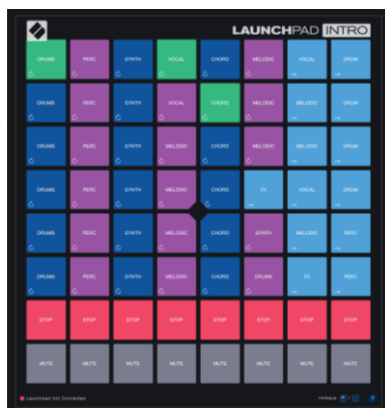 LAUNCHPAD INTRO
DRUMS PERC SYNTH VOCAL CHORD MELODIC VOCAL DRUM
DRUMS PERC SYNTH VOCAL CHORD MELODIC MELODIC DRUM
DRUMS PERC SYNTH MELODIC CHORD MELODIC MELODIC DRUM
DRUMS PERC SYNTH MELODIC CHORD FX VOCAL DRUM
DRUMS PERC SYNTH MELODIC CHORD SYNTH MELODIC PERC
DRUMS PERC SYNTH MELODIC CHORD DRUMS FX PERC
STOP STOP STOP STOP STOP STOP STOP STOP
MUTE MUTE MUTE MUTE MUTE MUTE MUTE MUTE
Launchpad Not Connected
Hotkeys: